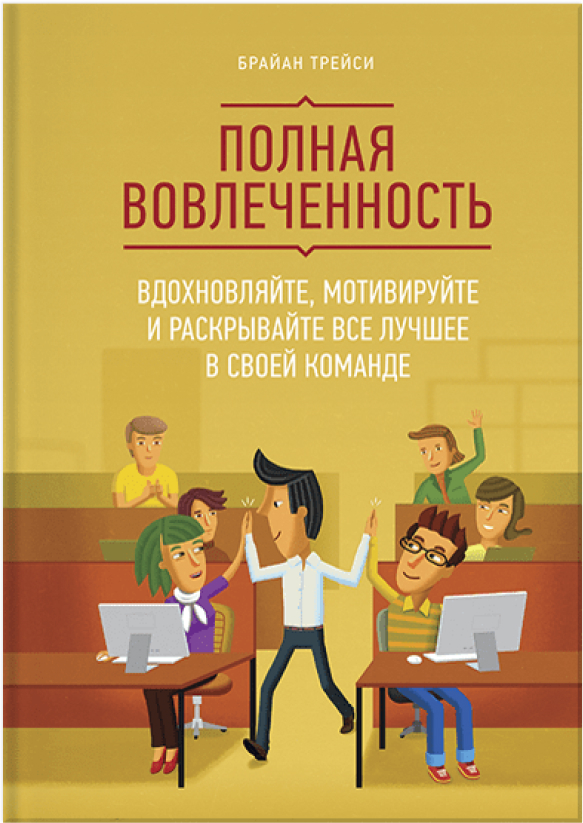 БРАЙАН ТРЕЙСИ
ПОЛНАЯ
ВОВЛЕЧЕННОСТЬ
ВДОХНОВЛЯЙТЕ, МОТИВИРУЙТЕ
И РАСКРЫВАЙТЕ ВСЕ ЛУЧШЕЕ
В СВОЕЙ КОМАНДЕ